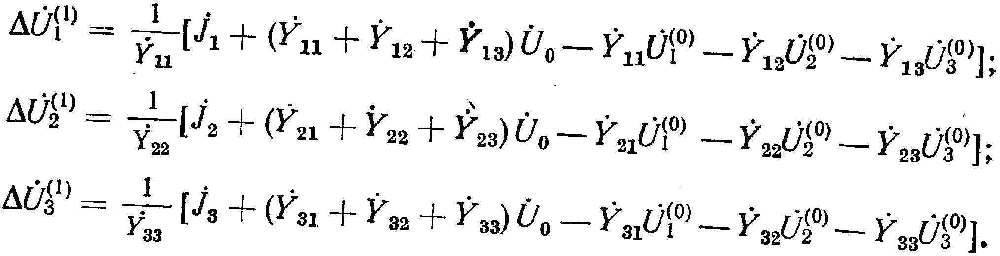 ΔU̇₁⁽¹⁾ = 1/Ẏ₁₁ [J̇₁ + (Ẏ₁₁ + Ẏ₁₂ + Ẏ₁₃) U̇₀ — Ẏ₁₁U̇₁⁽⁰⁾ — Ẏ₁₂U̇₂⁽⁰⁾ — Ẏ₁₃U̇₃⁽⁰⁾];
ΔU̇₂⁽¹⁾ = 1/Ẏ₂₂ [J̇₂ + (Ẏ₂₁ + Ẏ₂₂ + Ẏ₂₃) U̇₀ — Ẏ₂₁U̇₁⁽⁰⁾ — Ẏ₂₂U̇₂⁽⁰⁾ — Ẏ₂₃U̇₃⁽⁰⁾];
ΔU̇₃⁽¹⁾ = 1/Ẏ₃₃ [J̇₃ + (Ẏ₃₁ + Ẏ₃₂ + Ẏ₃₃) U̇₀ — Ẏ₃₁U̇₁⁽⁰⁾ — Ẏ₃₂U̇₂⁽⁰⁾ — Ẏ₃₃U̇₃⁽⁰⁾].